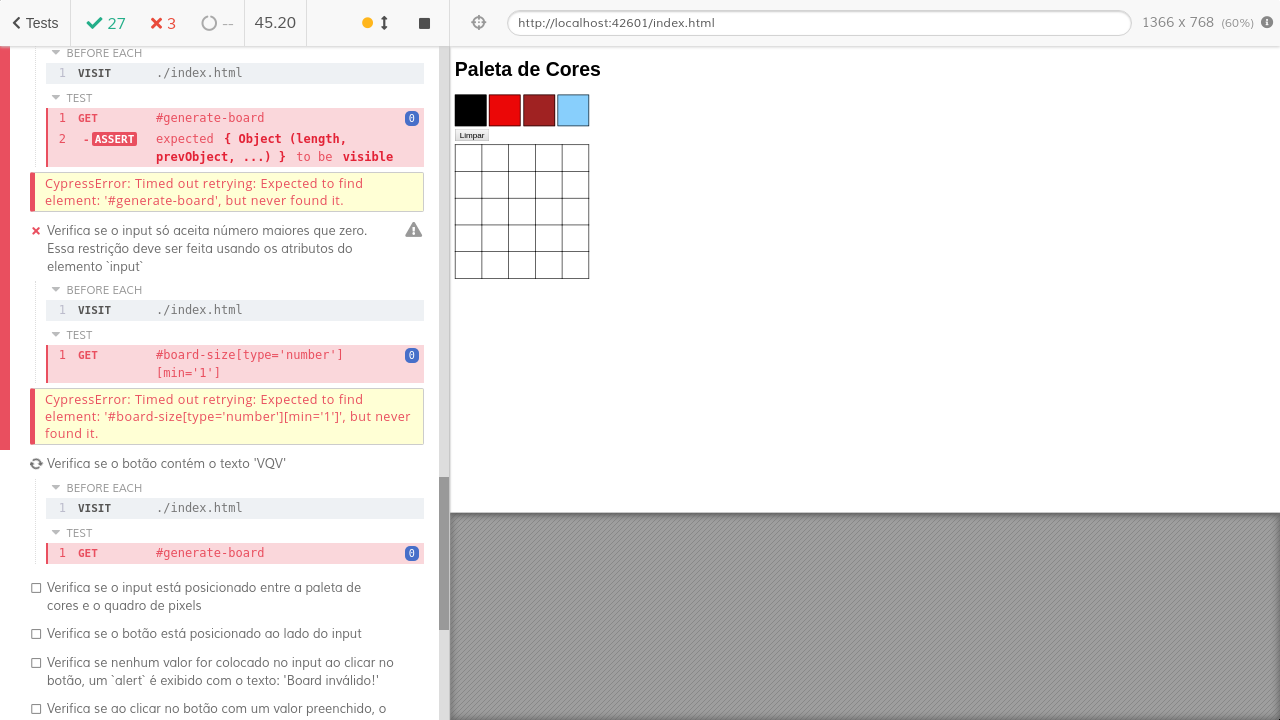 Tests 27 3 -- 45.20
http://localhost:42601/index.html 1366 x 768 (60%)
BEFORE EACH
1 VISIT ./index.html
TEST
1 GET #generate-board 0
2 -ASSERT expected { Object (length,
prevObject, ...) } to be visible
CypressError: Timed out retrying: Expected to find
element: '#generate-board', but never found it.
Verifica se o input só aceita número maiores que zero.
Essa restrição deve ser feita usando os atributos do
elemento `input`
BEFORE EACH
1 VISIT ./index.html
TEST
1 GET #board-size[type='number'] 0
[min='1']
CypressError: Timed out retrying: Expected to find
element: '#board-size[type='number'][min='1']', but never
found it.
Verifica se o botão contém o texto 'VQV'
BEFORE EACH
1 VISIT ./index.html
TEST
1 GET #generate-board 0
Verifica se o input está posicionado entre a paleta de
cores e o quadro de pixels
Verifica se o botão está posicionado ao lado do input
Verifica se nenhum valor for colocado no input ao clicar no
botão, um `alert` é exibido com o texto: 'Board inválido!'
Verifica se ao clicar no botão com um valor preenchido, o
Paleta de Cores
Limpar